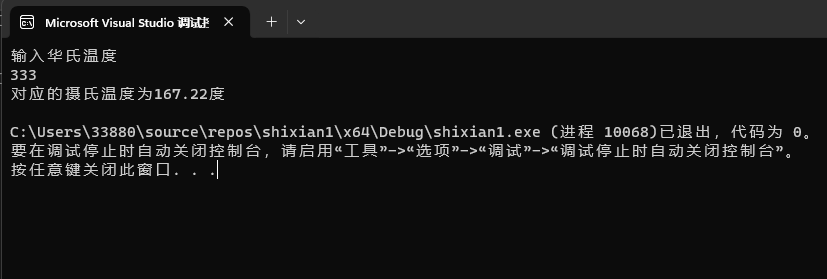 Microsoft Visual Studio 调试
输入华氏温度
333
对应的摄氏温度为167.22度
C:\Users\33880\source\repos\shixian1\x64\Debug\shixian1.exe (进程 10068)已退出，代码为 0。
要在调试停止时自动关闭控制台，请启用“工具”->“选项”->“调试”->“调试停止时自动关闭控制台”。
按任意键关闭此窗口. . .